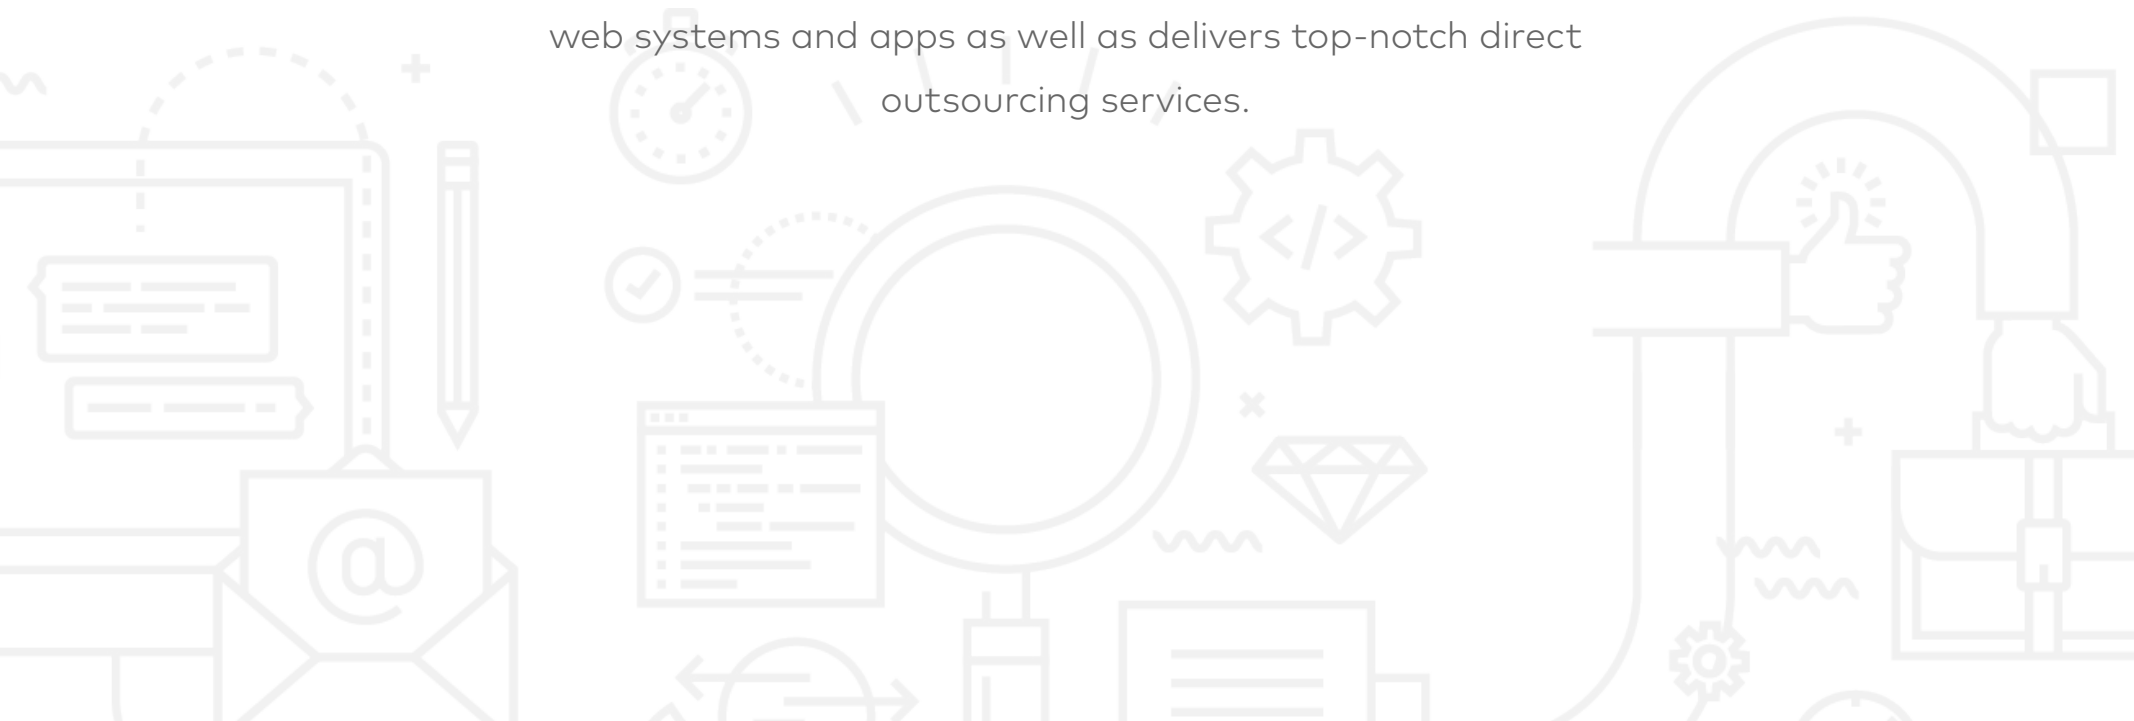 web systems and apps as well as delivers top-notch direct
outsourcing services.